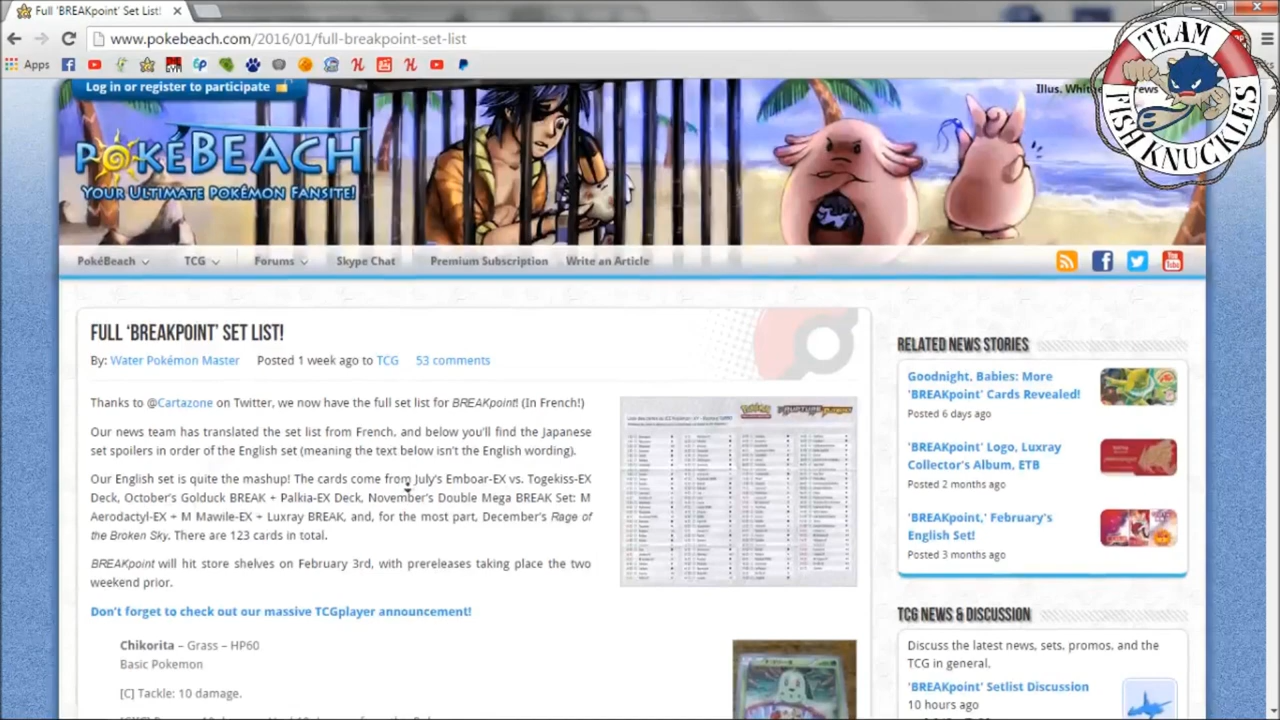 Full 'BREAKpoint' Set List!
www.pokebeach.com/2016/01/full-breakpoint-set-list
Apps
TEAM
FISH KNUCKLES
Log in or register to participate
Illus.
POKÉBEACH
YOUR ULTIMATE POKÉMON FANSITE!
PokéBeach TCG Forums Skype Chat Premium Subscription Write an Article
FULL 'BREAKPOINT' SET LIST!
By: Water Pokémon Master Posted 1 week ago to TCG 53 comments
Thanks to @Cartazone on Twitter, we now have the full set list for BREAKpoint! (In French!)
Our news team has translated the set list from French, and below you'll find the Japanese
set numbers in order of the English set (meaning the text below isn't the English wording).
Our English set is quite the mashup! The cards come from July's Emboar-EX vs. Togekiss-EX
Deck, October's Golduck BREAK + Palkia-EX Deck, November's Double Mega BREAK Set: M
+ M Mawile-EX + Luxray BREAK, and, for the most part, December's Rage of
the Broken Sky. There are 123 cards in total.
BREAKpoint will hit store shelves on February 3rd, with prereleases taking place the two
weekend prior.
Don't forget to check out our massive TCGplayer announcement!
Chikorita – Grass – HP60
Basic Pokemon
[C] Tackle: 10 damage.
RELATED NEWS STORIES
Goodnight, Babies: More
'BREAKpoint' Cards Revealed!
Posted 6 days ago
'BREAKpoint' Logo, Luxray
Collector's Album, ETB
Posted 2 months ago
'BREAKpoint,' February's
English Set!
Posted 3 months ago
TCG NEWS & DISCUSSION
Discuss the latest news, sets, promos, and the
TCG in general.
'BREAKpoint' Setlist Discussion
10 hours ago